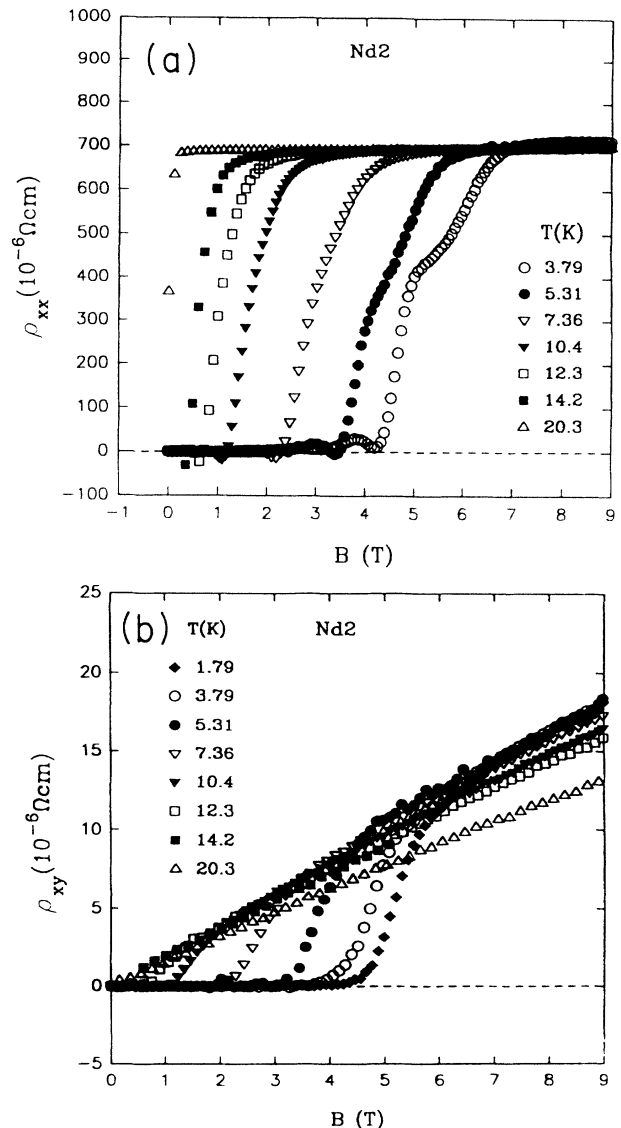 (a)
Nd2
1000
900
800
700
600
500
400
300
200
100
0
−100
ρxx(10⁻⁶Ωcm)
T(K)
3.79
5.31
7.36
10.4
12.3
14.2
20.3
−1 0 1 2 3 4 5 6 7 8 9
B (T)
(b)
T(K)
Nd2
25
20
15
10
5
0
−5
ρxy(10⁻⁶Ωcm)
1.79
3.79
5.31
7.36
10.4
12.3
14.2
20.3
0 1 2 3 4 5 6 7 8 9
B (T)